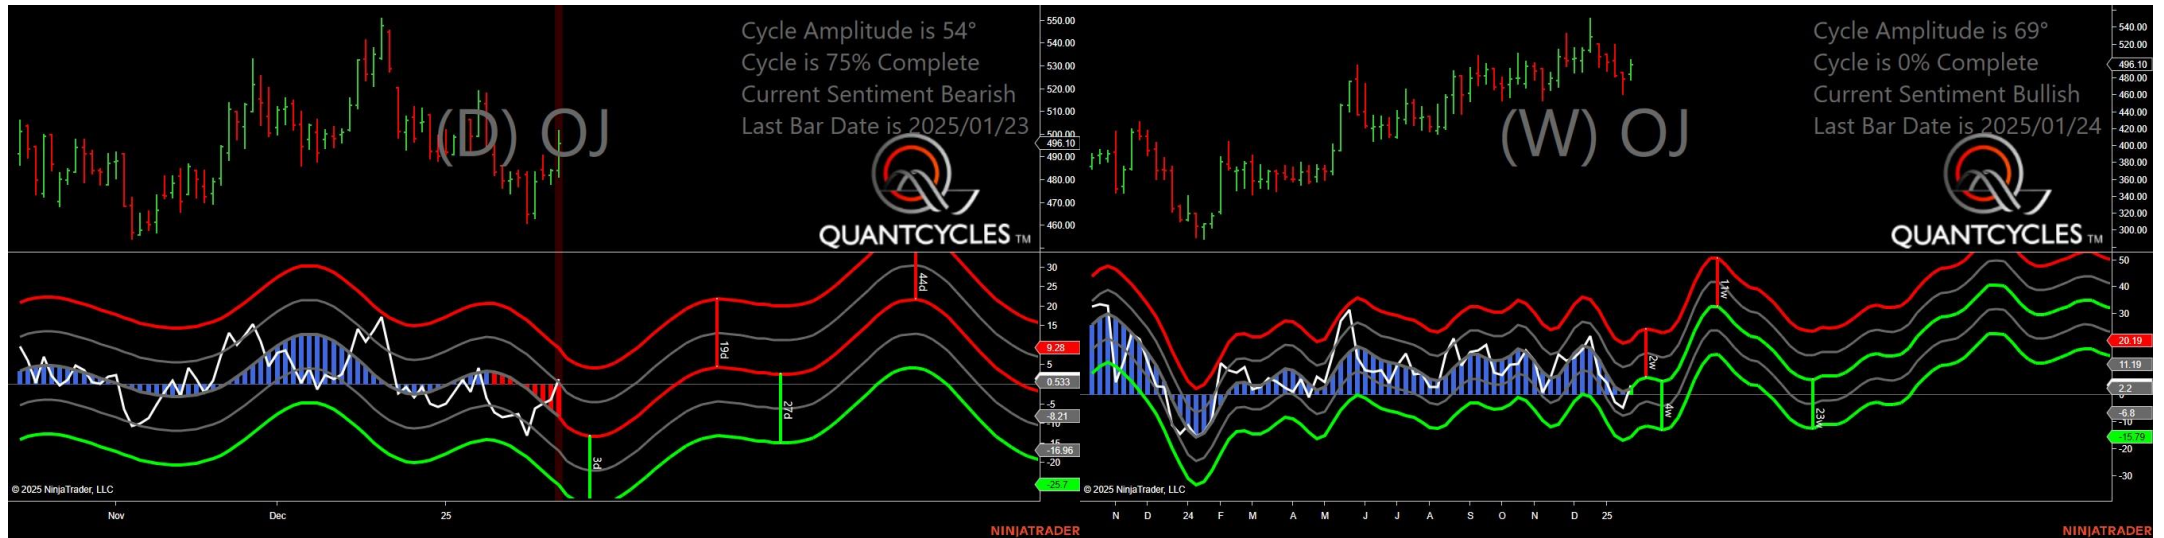 Cycle Amplitude is 54°
Cycle is 75% Complete
Current Sentiment Bearish
Last Bar Date is 2025/01/23
(D) OJ
QUANTCYCLES TM
550.00
540.00
530.00
520.00
510.00
500.00
496.10
490.00
480.00
470.00
460.00
44d
19d
27d
3d
30
25
20
15
9.28
5
0.533
-5
-8.21
-10
-15
-16.96
-20
-25.7
© 2025 NinjaTrader, LLC
Nov Dec 25
NINJATRADER
Cycle Amplitude is 69°
Cycle is 0% Complete
Current Sentiment Bullish
Last Bar Date is 2025/01/24
(W) OJ
QUANTCYCLES TM
540.00
520.00
496.10
480.00
460.00
440.00
420.00
400.00
380.00
360.00
340.00
320.00
300.00
11w
2w
4w
23w
50
40
30
20.19
11.19
2.2
0
-6.8
-10
-15.79
-20
-30
© 2025 NinjaTrader, LLC
N D 24 F M A M J J A S O N D 25
NINJATRADER